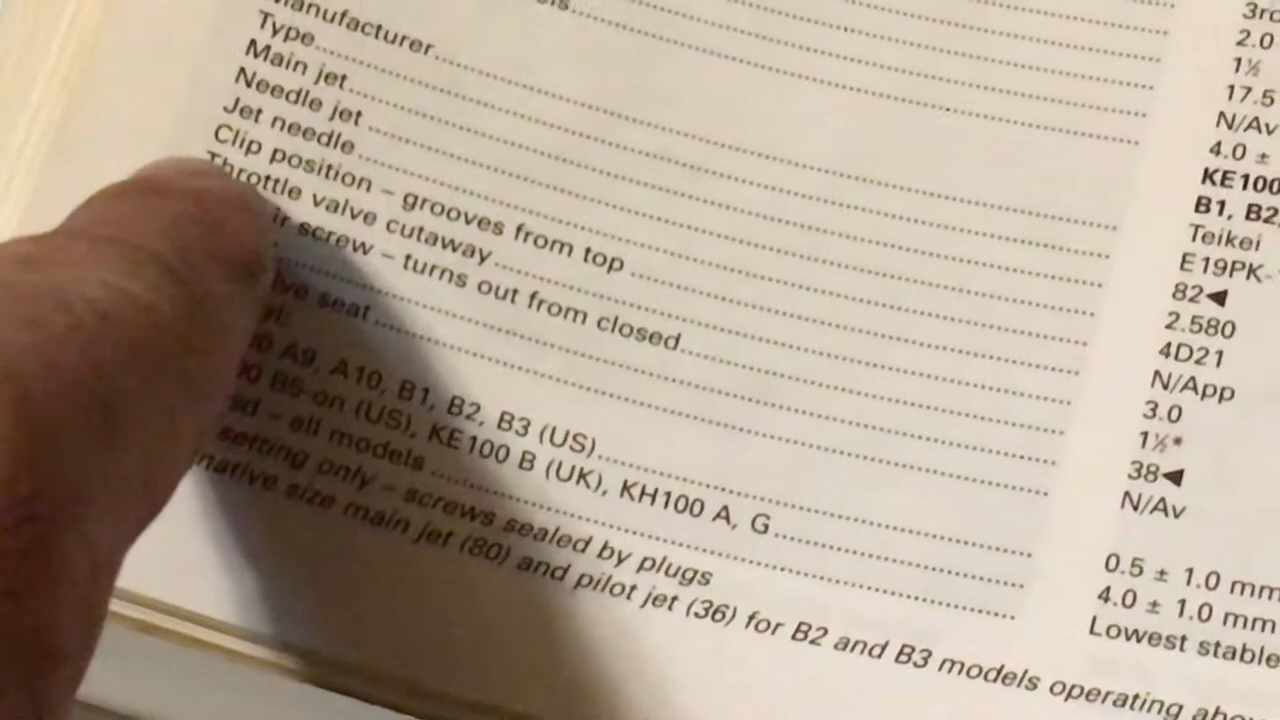 Manufacturer
Type
Main jet
Needle jet
Jet needle
Clip position – grooves from top
Throttle valve cutaway
screw – turns out from closed
seat
A9, A10, B1, B2, B3 (US)
B5-on (US), KE100 B (UK), KH100 A, G
– all models
setting only – screws sealed by plugs
size main jet (80) and pilot jet (36) for B2 and B3 models operating
2.0
1½
17.5
N/Av
4.0 ±
KE100
B1, B2,
Teikei
E19PK-
82◀
2.580
4D21
N/App
3.0
1½*
38◀
N/Av
0.5 ± 1.0 mm
4.0 ± 1.0 mm
Lowest stable